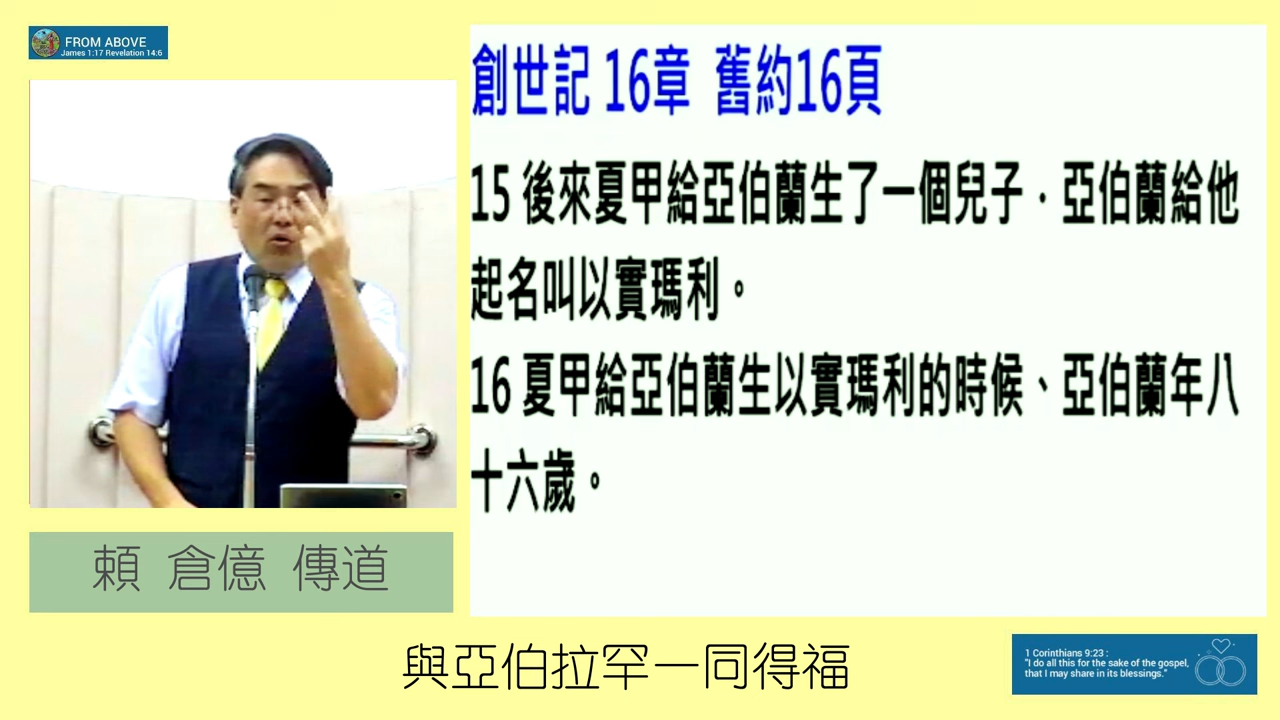 FROM ABOVE
James 1:17 Revelation 14:6
創世記 16章 舊約16頁
15 後來夏甲給亞伯蘭生了一個兒子．亞伯蘭給他
起名叫以實瑪利。
16 夏甲給亞伯蘭生以實瑪利的時候、亞伯蘭年八
十六歲。
賴 倉億 傳道
與亞伯拉罕一同得福
1 Corinthians 9:23 :
"I do all this for the sake of the gospel,
that I may share in its blessings."